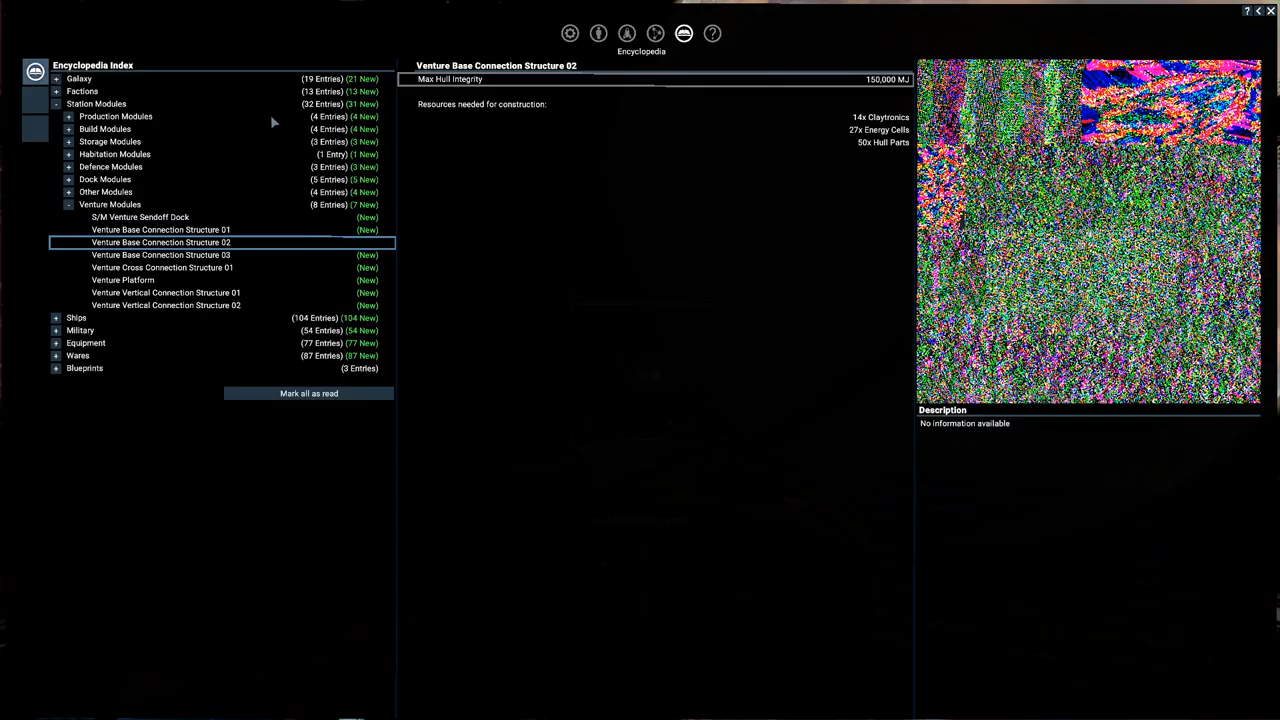 Encyclopedia
Encyclopedia Index
+ Galaxy (19 Entries) (21 New)
+ Factions (13 Entries) (13 New)
- Station Modules (32 Entries) (31 New)
+ Production Modules (4 Entries) (4 New)
+ Build Modules (4 Entries) (4 New)
+ Storage Modules (3 Entries) (3 New)
+ Habitation Modules (1 Entry) (1 New)
+ Defence Modules (3 Entries) (3 New)
+ Dock Modules (5 Entries) (5 New)
+ Other Modules (4 Entries) (4 New)
- Venture Modules (8 Entries) (7 New)
S/M Venture Sendoff Dock (New)
Venture Base Connection Structure 01 (New)
Venture Base Connection Structure 02
Venture Base Connection Structure 03 (New)
Venture Cross Connection Structure 01 (New)
Venture Platform (New)
Venture Vertical Connection Structure 01 (New)
Venture Vertical Connection Structure 02 (New)
+ Ships (104 Entries) (104 New)
+ Military (54 Entries) (54 New)
+ Equipment (77 Entries) (77 New)
+ Wares (87 Entries) (87 New)
+ Blueprints (3 Entries)
Mark all as read
Venture Base Connection Structure 02
Max Hull Integrity 150,000 MJ
Resources needed for construction:
14x Claytronics
27x Energy Cells
50x Hull Parts
Description
No information available